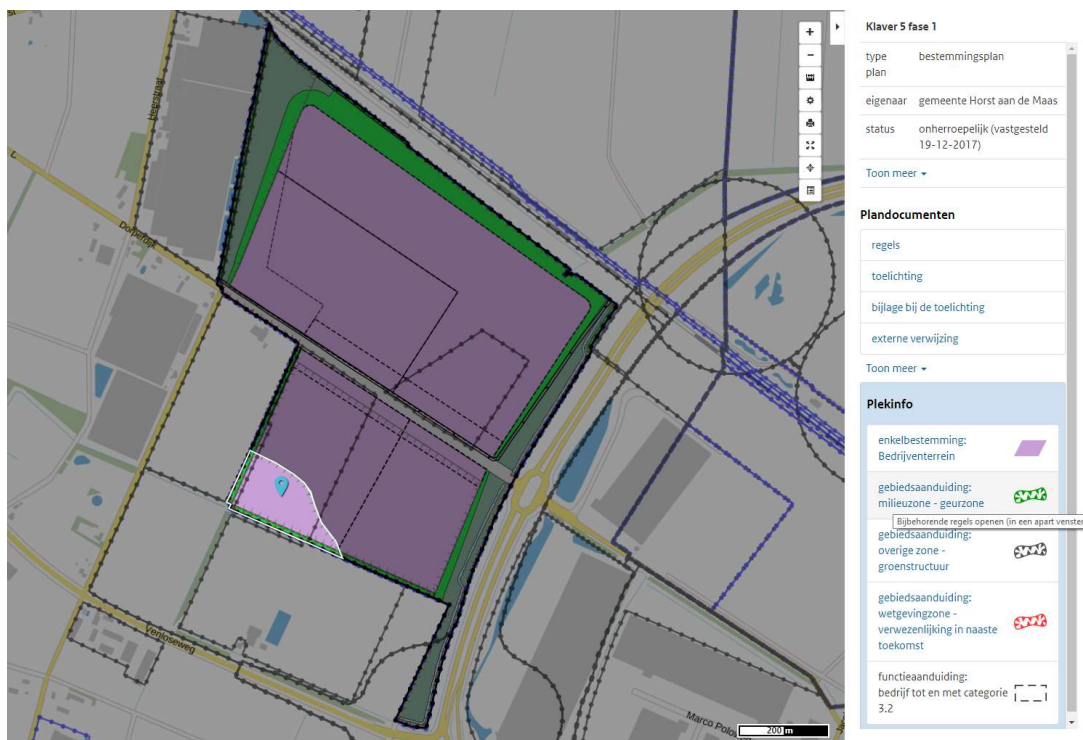 Heerstraat
Dorperdijk
Venloseweg
200 m
Klaver 5 fase 1
type
plan
bestemmingsplan
eigenaar
gemeente Horst aan de Maas
status
onherroepelijk (vastgesteld
19-12-2017)
Toon meer
Plandocumenten
regels
toelichting
bijlage bij de toelichting
externe verwijzing
Toon meer
Plekinfo
enkelbestemming:
Bedrijventerrein
gebiedsaanduiding:
milieuzone - geurzone
Bijbehorende regels openen (in een apart venster
gebiedsaanduiding:
overige zone -
groenstructuur
gebiedsaanduiding:
wetgevingzone -
verwezenlijking in naaste
toekomst
functieaanduiding:
bedrijf tot en met categorie
3.2
Marco